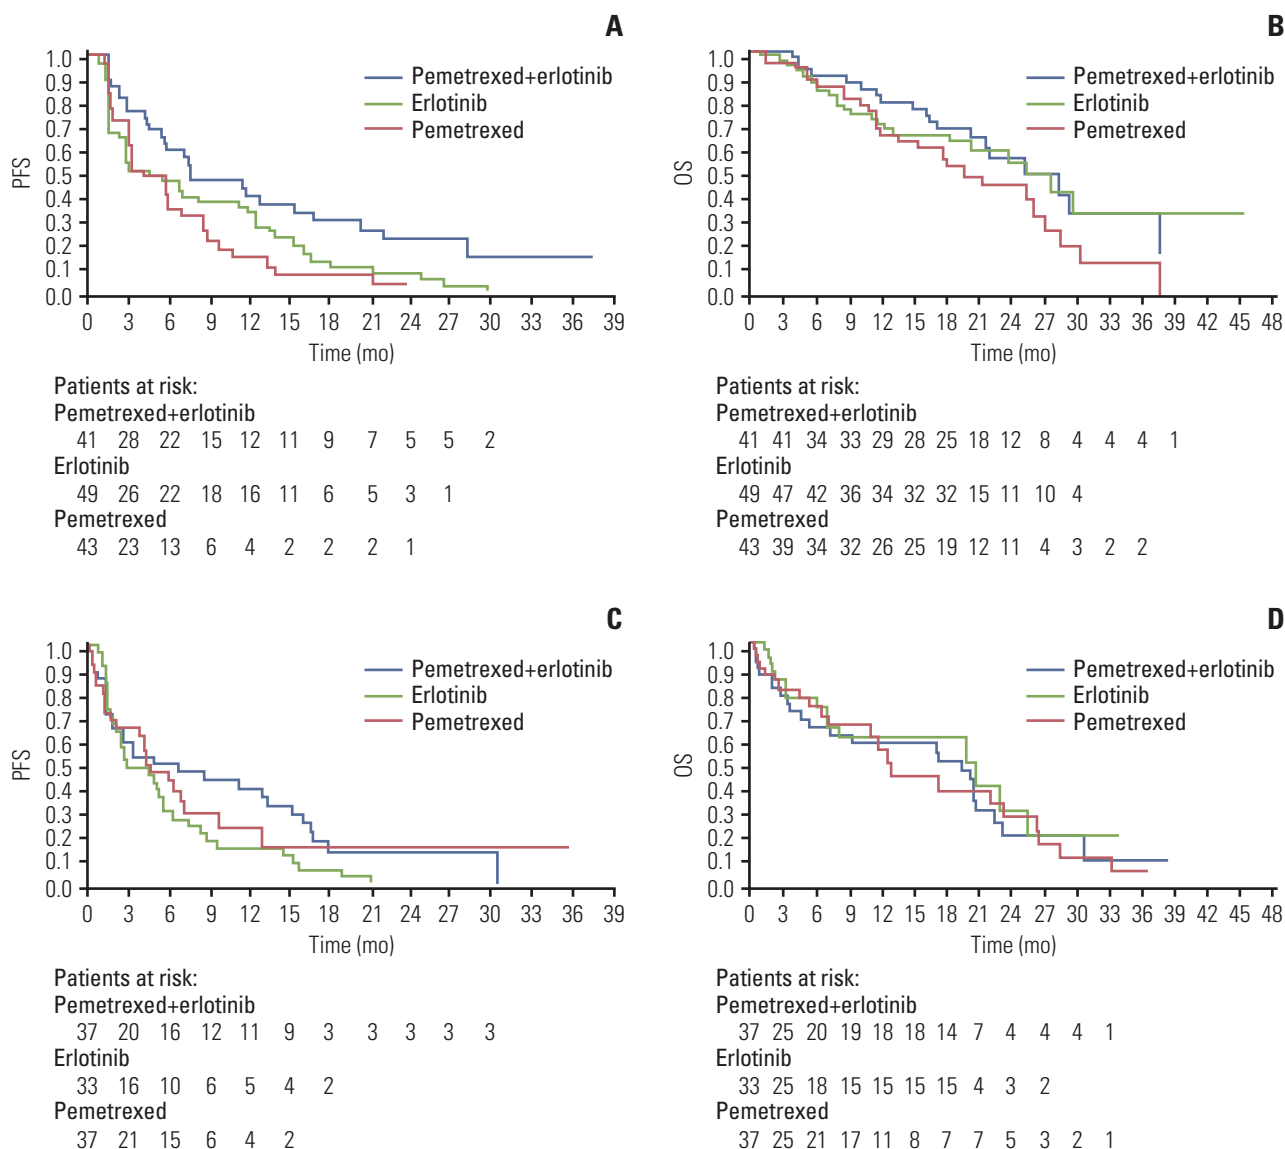 A
PFS
1.0
0.9
0.8
0.7
0.6
0.5
0.4
0.3
0.2
0.1
0.0
Pemetrexed+erlotinib
Erlotinib
Pemetrexed
0 3 6 9 12 15 18 21 24 27 30 33 36 39
Time (mo)
Patients at risk:
Pemetrexed+erlotinib
41 28 22 15 12 11 9 7 5 5 2
Erlotinib
49 26 22 18 16 11 6 5 3 1
Pemetrexed
43 23 13 6 4 2 2 2 1
B
OS
1.0
0.9
0.8
0.7
0.6
0.5
0.4
0.3
0.2
0.1
0.0
Pemetrexed+erlotinib
Erlotinib
Pemetrexed
0 3 6 9 12 15 18 21 24 27 30 33 36 39 42 45 48
Time (mo)
Patients at risk:
Pemetrexed+erlotinib
41 41 34 33 29 28 25 18 12 8 4 4 4 1
Erlotinib
49 47 42 36 34 32 32 15 11 10 4
Pemetrexed
43 39 34 32 26 25 19 12 11 4 3 2 2
C
PFS
1.0
0.9
0.8
0.7
0.6
0.5
0.4
0.3
0.2
0.1
0.0
Pemetrexed+erlotinib
Erlotinib
Pemetrexed
0 3 6 9 12 15 18 21 24 27 30 33 36 39
Time (mo)
Patients at risk:
Pemetrexed+erlotinib
37 20 16 12 11 9 3 3 3 3 3
Erlotinib
33 16 10 6 5 4 2
Pemetrexed
37 21 15 6 4 2
D
OS
1.0
0.9
0.8
0.7
0.6
0.5
0.4
0.3
0.2
0.1
0.0
Pemetrexed+erlotinib
Erlotinib
Pemetrexed
0 3 6 9 12 15 18 21 24 27 30 33 36 39 42 45 48
Time (mo)
Patients at risk:
Pemetrexed+erlotinib
37 25 20 19 18 18 14 7 4 4 4 1
Erlotinib
33 25 18 15 15 15 15 4 3 2
Pemetrexed
37 25 21 17 11 8 7 7 5 3 2 1